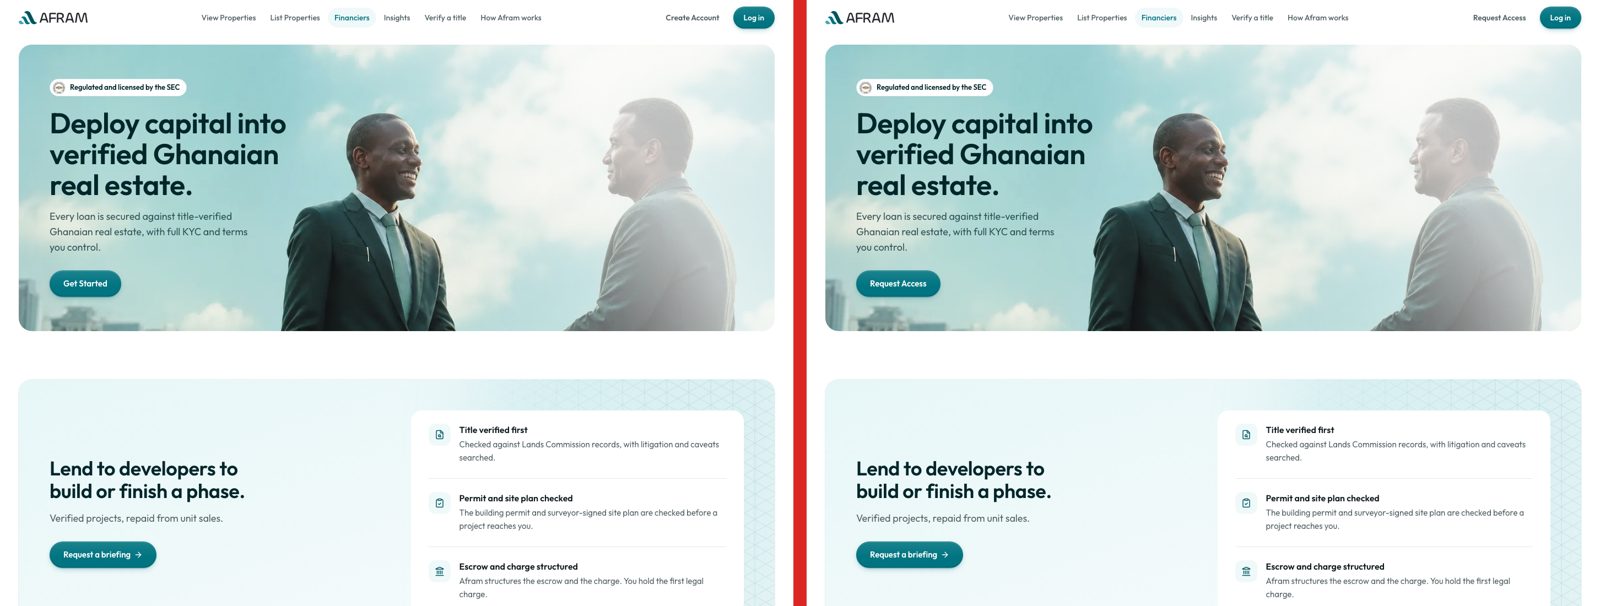 AFRAM
View Properties
List Properties
Financiers
Insights
Verify a title
How Afram works
Create Account
Log in
Regulated and licensed by the SEC
Deploy capital into
verified Ghanaian
real estate.
Every loan is secured against title-verified
Ghanaian real estate, with full KYC and terms
you control.
Get Started
Lend to developers to
build or finish a phase.
Verified projects, repaid from unit sales.
Request a briefing →
Title verified first
Checked against Lands Commission records, with litigation and caveats
searched.
Permit and site plan checked
The building permit and surveyor-signed site plan are checked before a
project reaches you.
Escrow and charge structured
Afram structures the escrow and the charge. You hold the first legal
charge.
AFRAM
View Properties
List Properties
Financiers
Insights
Verify a title
How Afram works
Request Access
Log in
Regulated and licensed by the SEC
Deploy capital into
verified Ghanaian
real estate.
Every loan is secured against title-verified
Ghanaian real estate, with full KYC and terms
you control.
Request Access
Lend to developers to
build or finish a phase.
Verified projects, repaid from unit sales.
Request a briefing →
Title verified first
Checked against Lands Commission records, with litigation and caveats
searched.
Permit and site plan checked
The building permit and surveyor-signed site plan are checked before a
project reaches you.
Escrow and charge structured
Afram structures the escrow and the charge. You hold the first legal
charge.